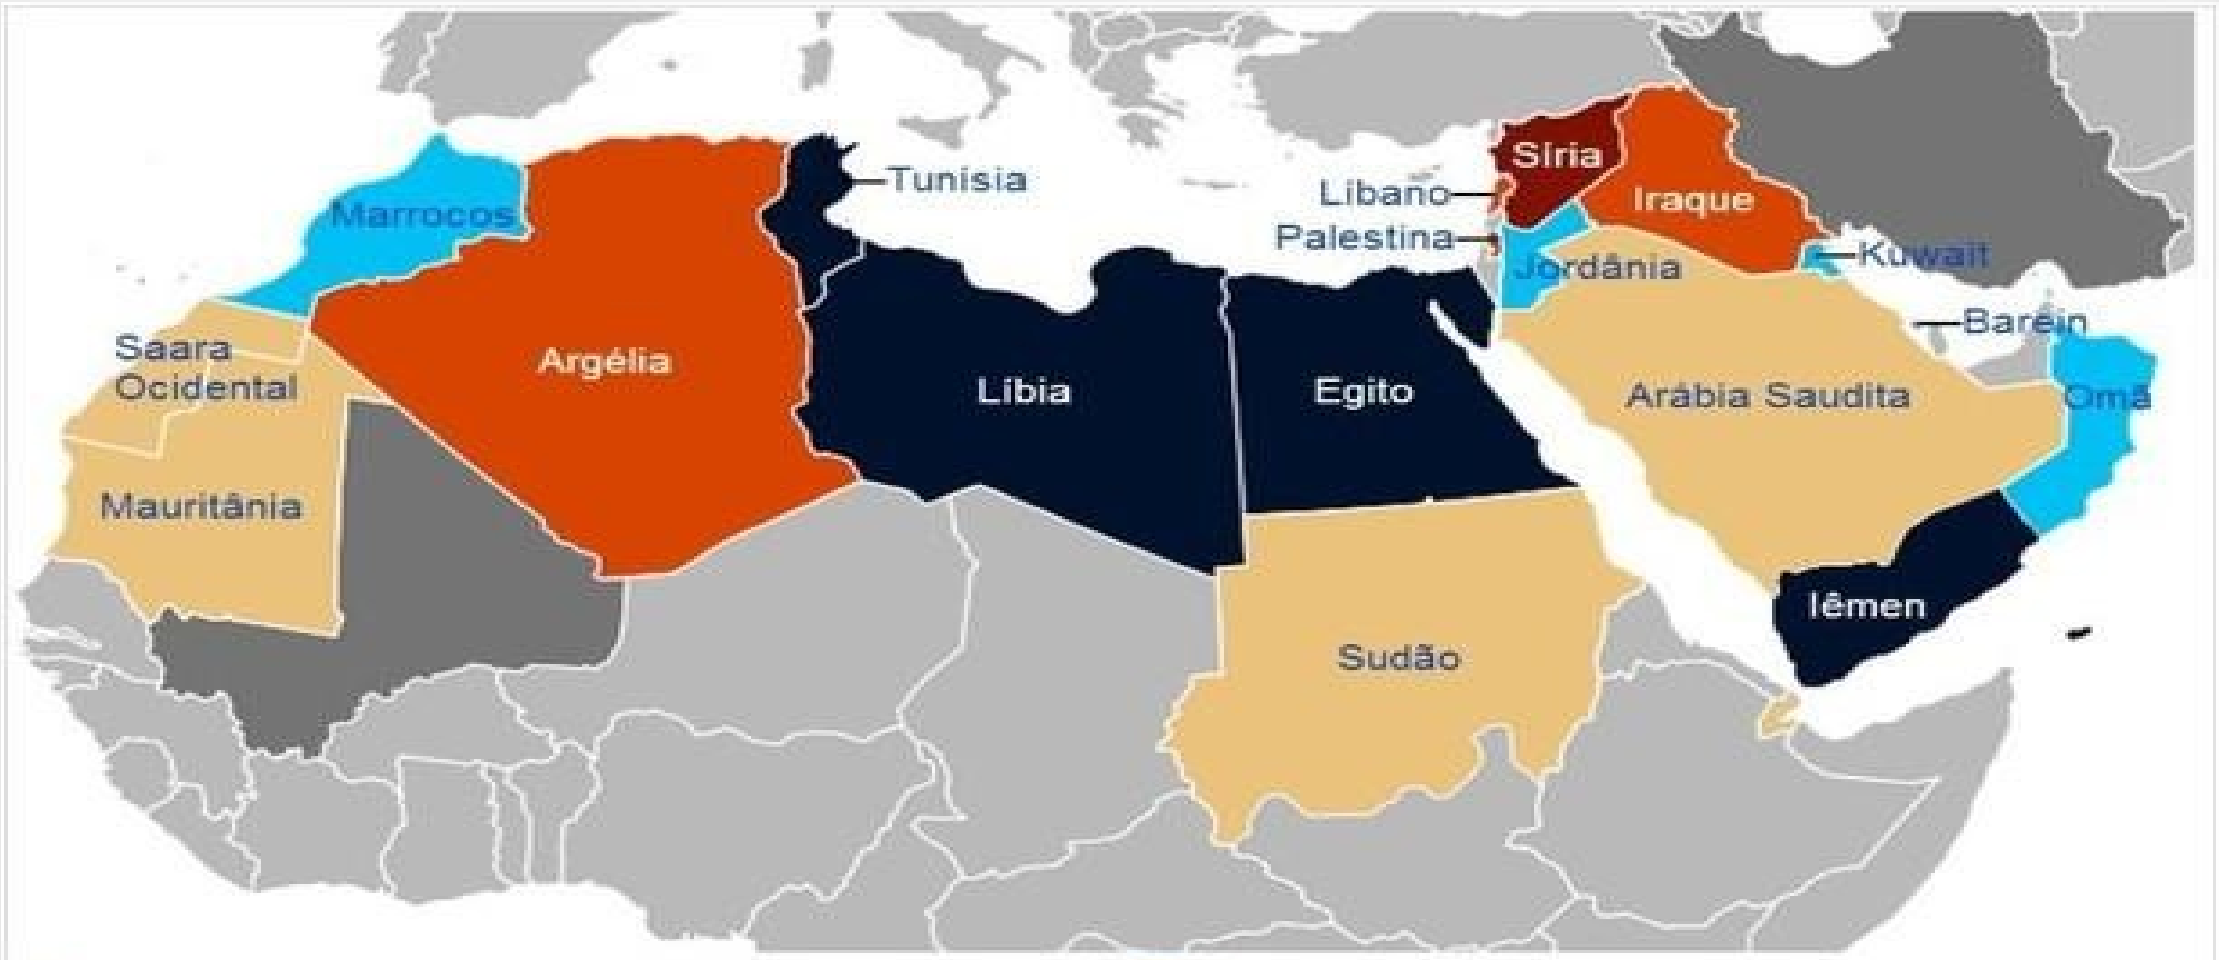 Síria
Tunísia
Líbano
Iraque
Marrocos
Palestina
Kuwait
Jordânia
Barein
Saara
Ocidental
Argélia
Líbia
Egito
Arábia Saudita
Omã
Mauritânia
Iêmen
Sudão